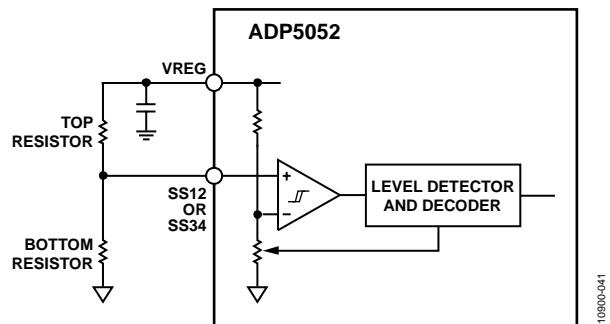 ADP5052
VREG
TOP
RESISTOR
SS12
OR
SS34
+
−
LEVEL DETECTOR
AND DECODER
BOTTOM
RESISTOR
10900-041